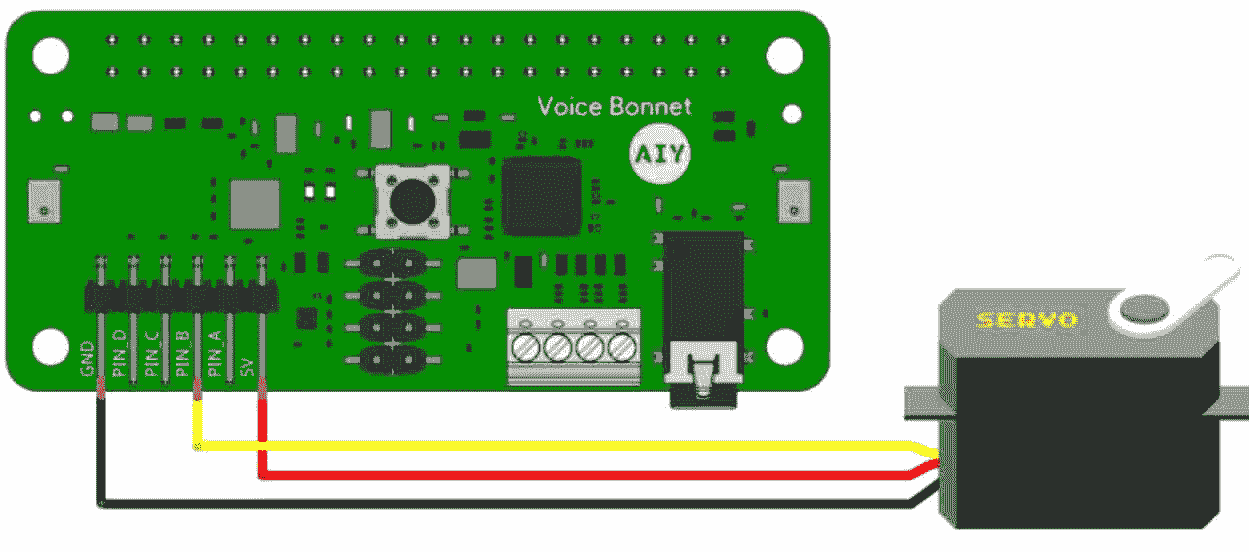 Voice Bonnet
AIY
GND
PIN_D
PIN_C
PIN_B
PIN_A
5V
SERVO